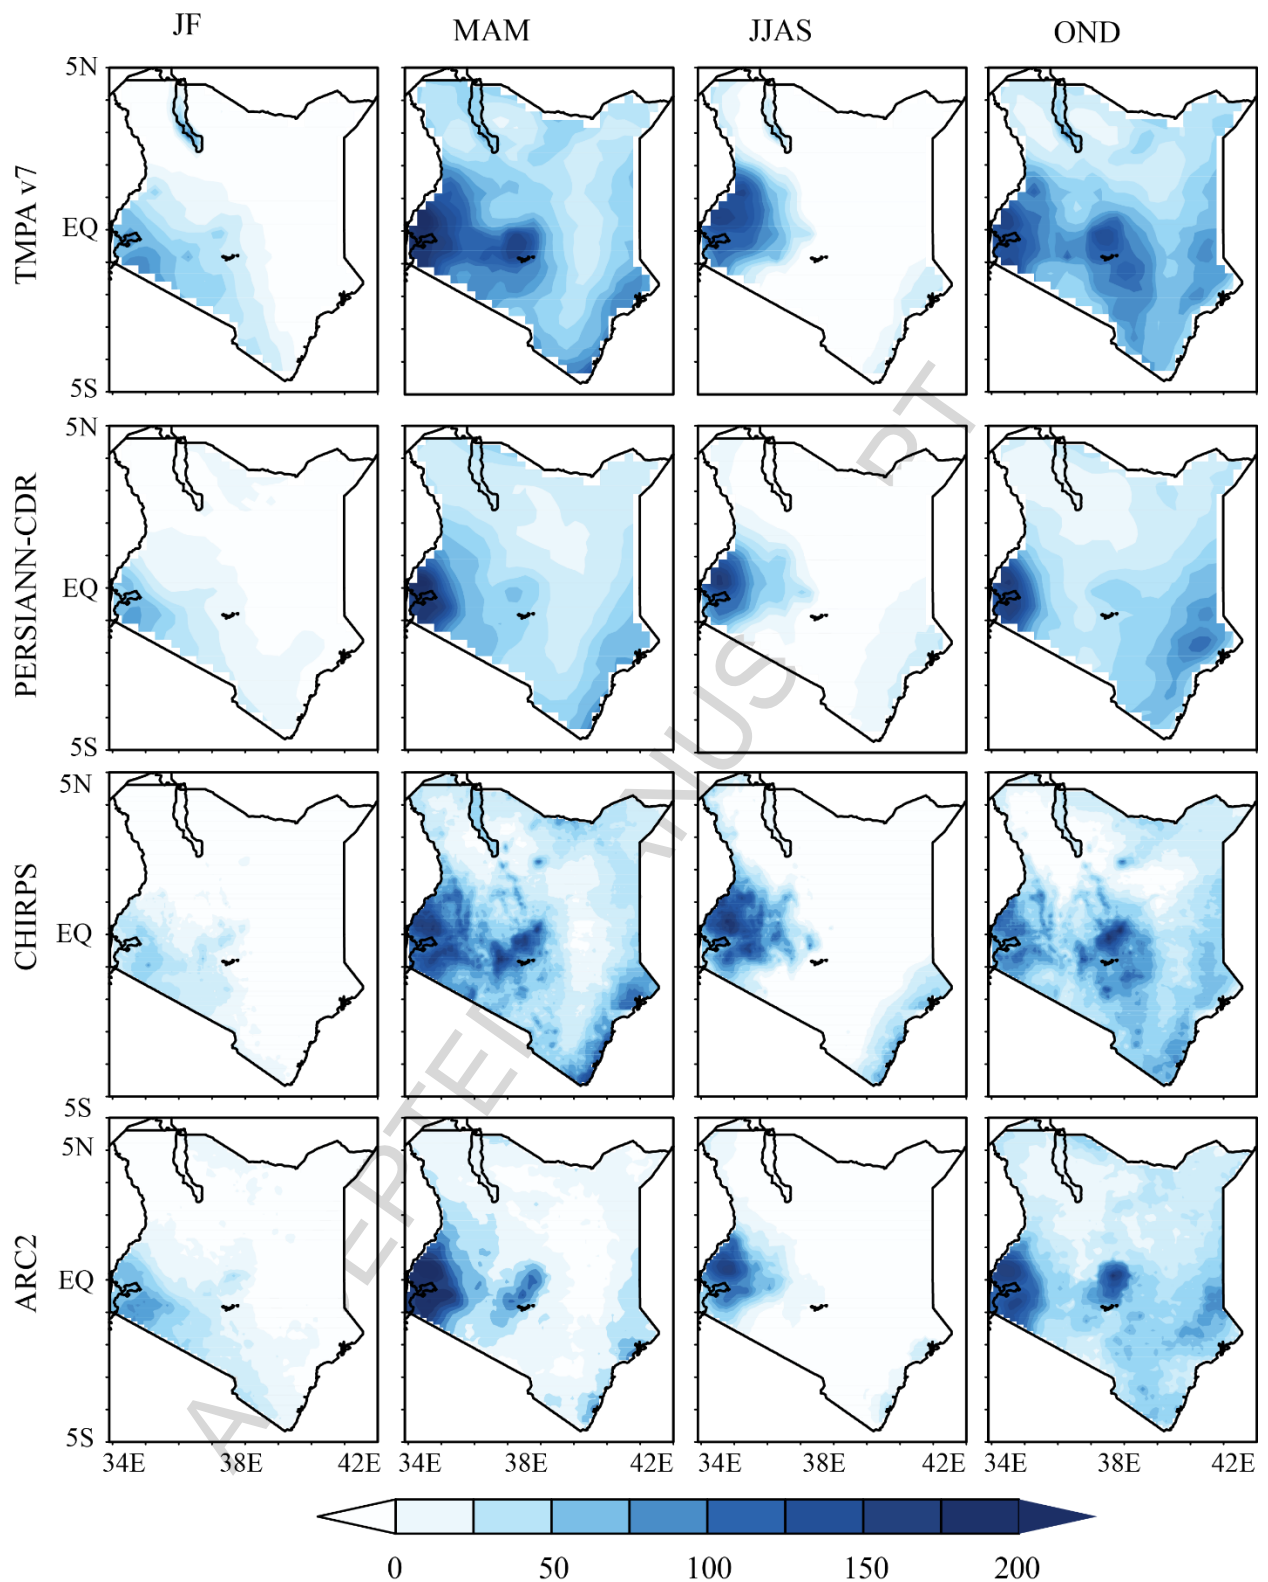 JF MAM JJAS OND
5N
TMPA v7
EQ
5S
5N
PERSIANN-CDR
EQ
5S
5N
CHIRPS
EQ
5S
5N
ARC2
EQ
5S
34E 38E 42E 34E 38E 42E 34E 38E 42E 34E 38E 42E
0 50 100 150 200